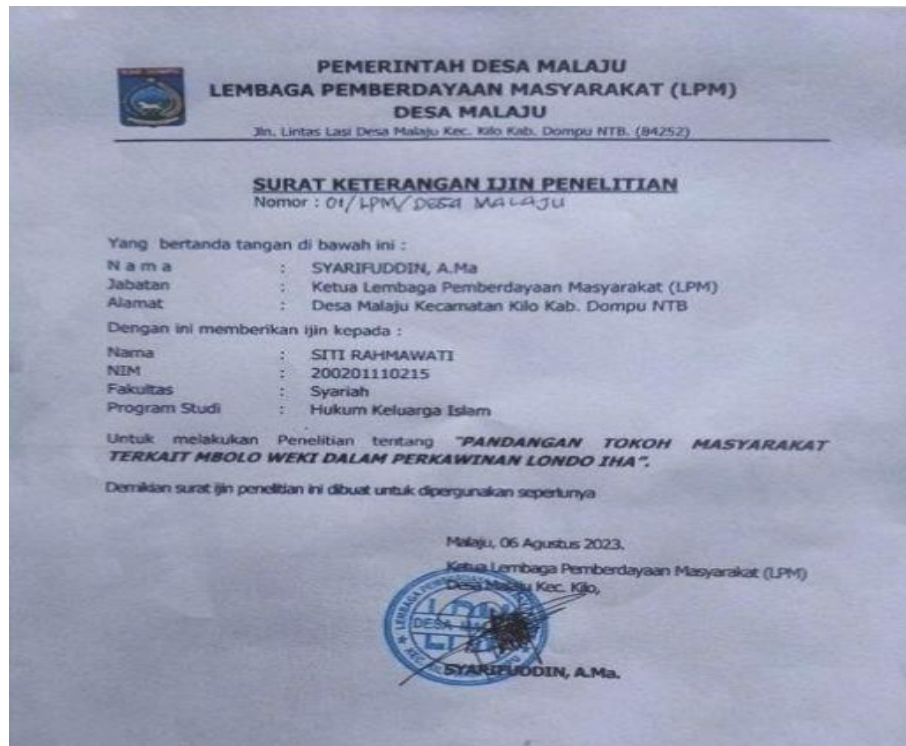 PEMERINTAH DESA MALAJU
LEMBAGA PEMBERDAYAAN MASYARAKAT (LPM)
DESA MALAJU
Jln. Lintas Lasi Desa Malaju Kec. Kilo Kab. Dompu NTB. (84252)
SURAT KETERANGAN IJIN PENELITIAN
Nomor : 01/LPM/DESA MALAJU
Yang bertanda tangan di bawah ini :
N a m a : SYARIFUDDIN, A.Ma
Jabatan : Ketua Lembaga Pemberdayaan Masyarakat (LPM)
Alamat : Desa Malaju Kecamatan Kilo Kab. Dompu NTB
Dengan ini memberikan ijin kepada :
Nama : SITI RAHMAWATI
NIM : 200201110215
Fakultas : Syariah
Program Studi : Hukum Keluarga Islam
Untuk melakukan Penelitian tentang "PANDANGAN TOKOH MASYARAKAT
TERKAIT MBOLO WEKI DALAM PERKAWINAN LONDO IHA".
Demikian surat ijin penelitian ini dibuat untuk dipergunakan seperlunya
Malaju, 06 Agustus 2023.
Ketua Lembaga Pemberdayaan Masyarakat (LPM)
Desa Malaju Kec. Kilo,
SYARIFUDDIN, A.Ma.